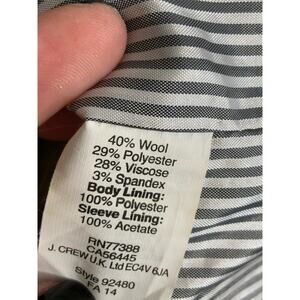 40% Wool
29% Polyester
28% Viscose
3% Spandex
Body Lining:
100% Polyester
Sleeve Lining:
100% Acetate
RN77388
CA56445
J. CREW U.K. Ltd EC4V 6JA
Style 92480
FA 14